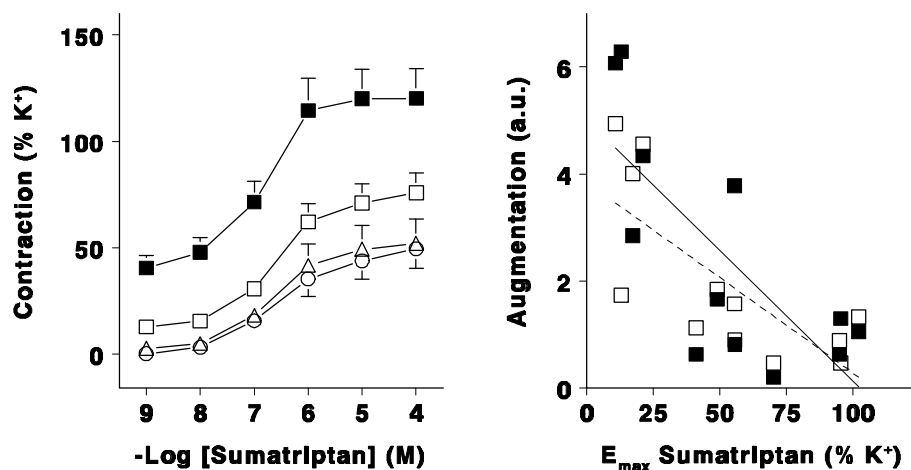 150
100
50
0
Contraction (% K⁺)
9 8 7 6 5 4
-Log [Sumatriptan] (M)
6
4
2
0
Augmentation (a.u.)
0 25 50 75 100
Eₘₐₓ Sumatriptan (% K⁺)